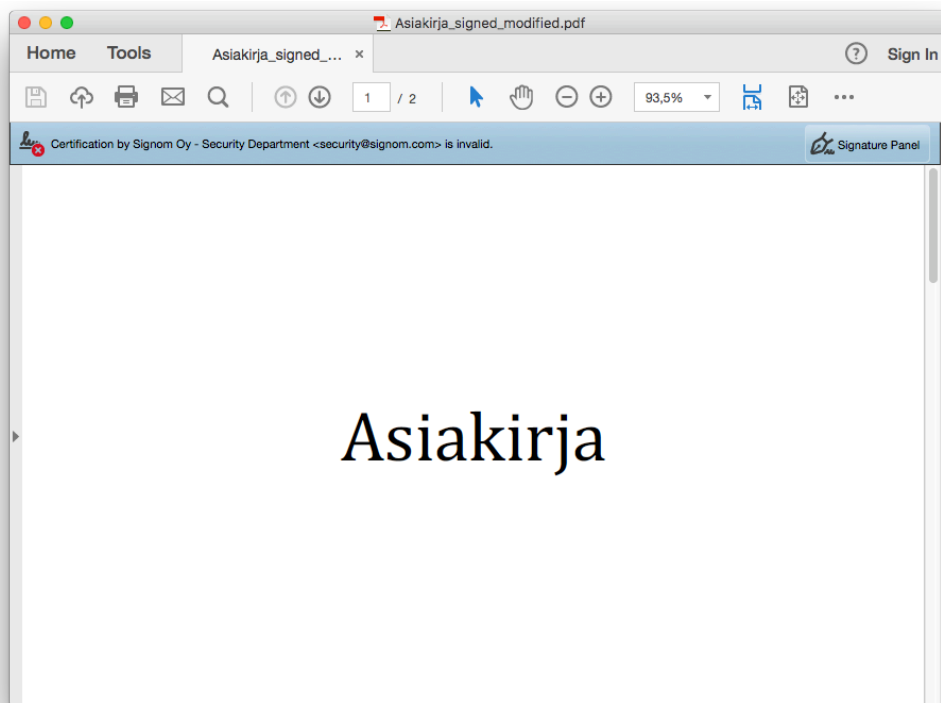 Asiakirja_signed_modified.pdf
Home Tools Asiakirja_signed_... × ? Sign In
1 / 2 93,5%
Certification by Signom Oy - Security Department <security@signom.com> is invalid. Signature Panel
Asiakirja